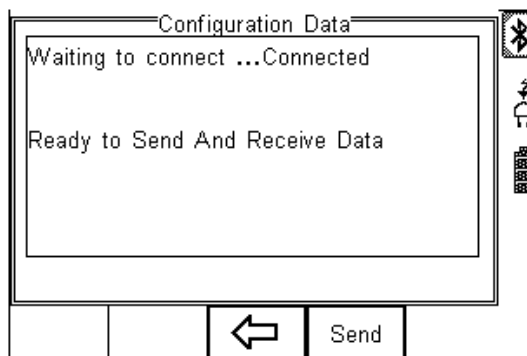 Configuration Data
Waiting to connect ...Connected
Ready to Send And Receive Data
Send